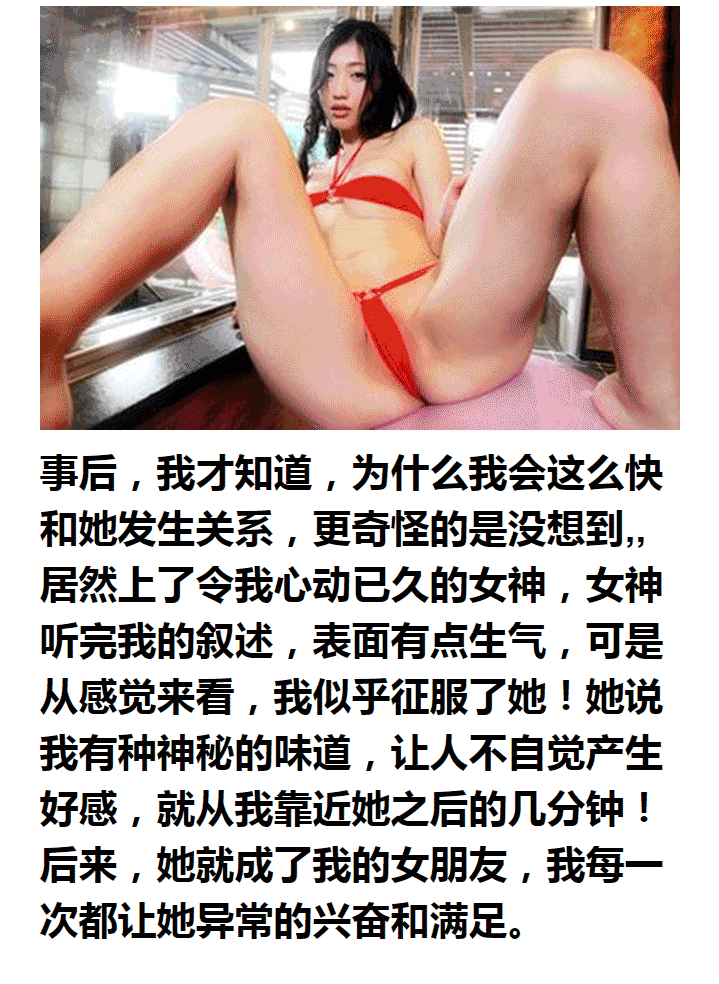 事后，我才知道，为什么我会这么快
和她发生关系，更奇怪的是没想到,,
居然上了令我心动已久的女神，女神
听完我的叙述，表面有点生气，可是
从感觉来看，我似乎征服了她！她说
我有种神秘的味道，让人不自觉产生
好感，就从我靠近她之后的几分钟！
后来，她就成了我的女朋友，我每一
次都让她异常的兴奋和满足。